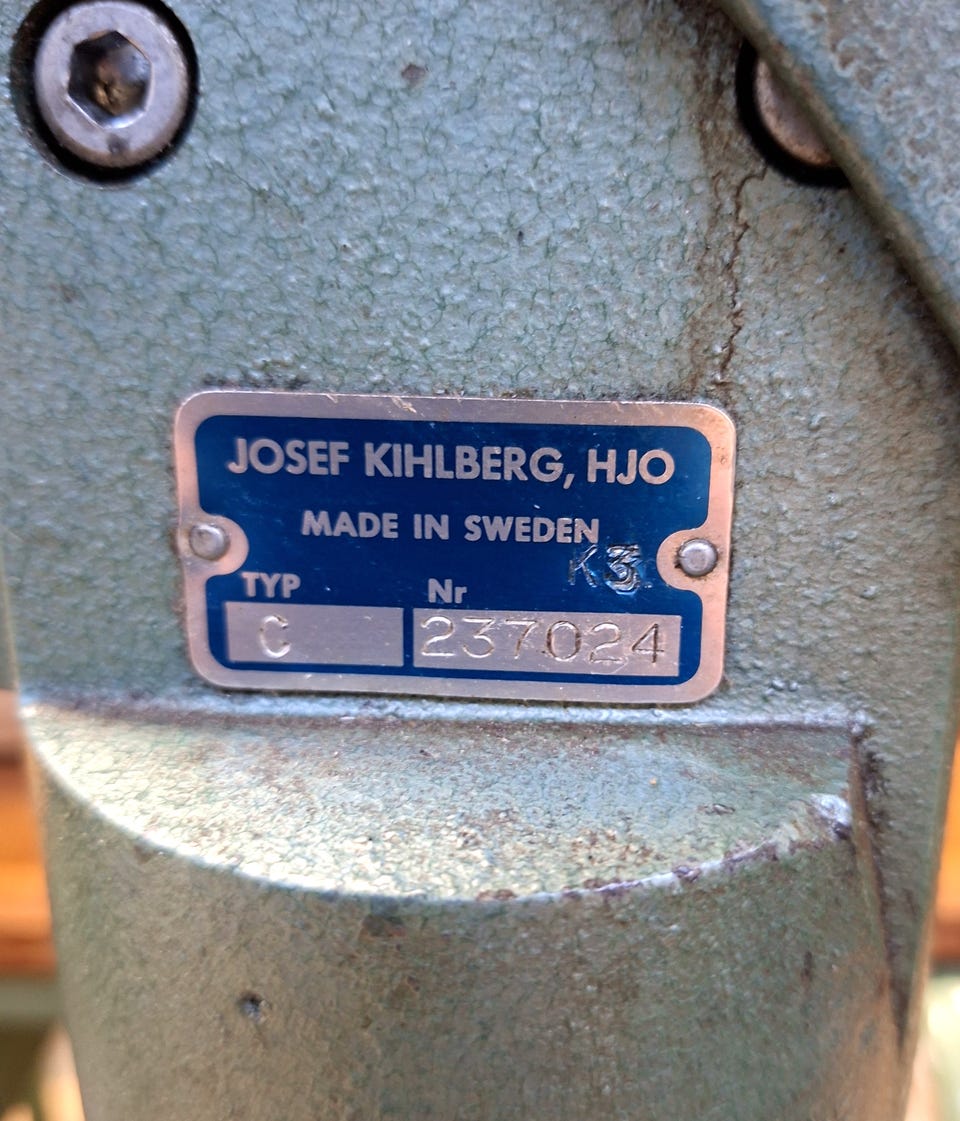 JOSEF KIHLBERG, HJO
MADE IN SWEDEN
K3
TYP Nr
C 237024